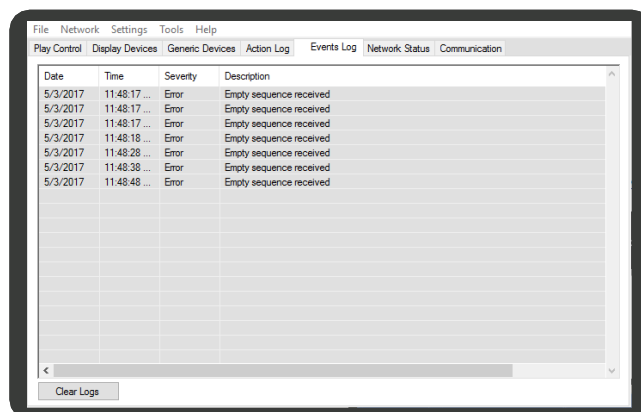 File Network Settings Tools Help
Play Control Display Devices Generic Devices Action Log Events Log Network Status Communication
Date Time Severity Description
5/3/2017 11:48:17 ... Error Empty sequence received
5/3/2017 11:48:17 ... Error Empty sequence received
5/3/2017 11:48:17 ... Error Empty sequence received
5/3/2017 11:48:18 ... Error Empty sequence received
5/3/2017 11:48:28 ... Error Empty sequence received
5/3/2017 11:48:38 ... Error Empty sequence received
5/3/2017 11:48:48 ... Error Empty sequence received
Clear Logs